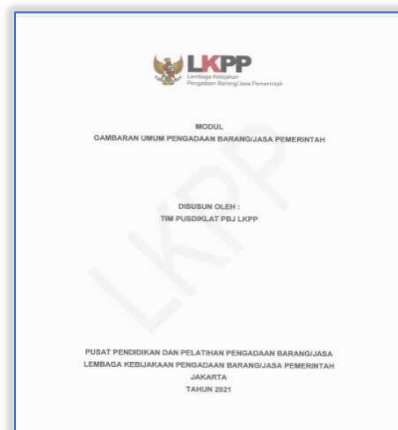 LKPP
Lembaga Kebijakan
Pengadaan Barang/Jasa Pemerintah
MODUL
GAMBARAN UMUM PENGADAAN BARANG/JASA PEMERINTAH
DISUSUN OLEH :
TIM PUSDIKLAT PBJ LKPP
LKPP
PUSAT PENDIDIKAN DAN PELATIHAN PENGADAAN BARANG/JASA
LEMBAGA KEBIJAKAAN PENGADAAN BARANG/JASA PEMERINTAH
JAKARTA
TAHUN 2021